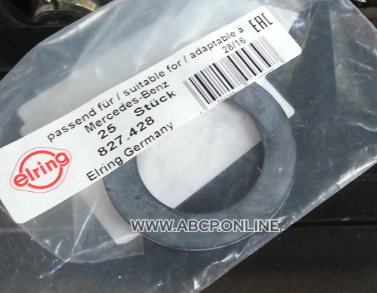 passend für / suitable for / adaptable a
Mercedes-Benz
25 Stück
827.428
Elring Germany
28/16
EAC
elring
WWW.ABCP.ONLINE